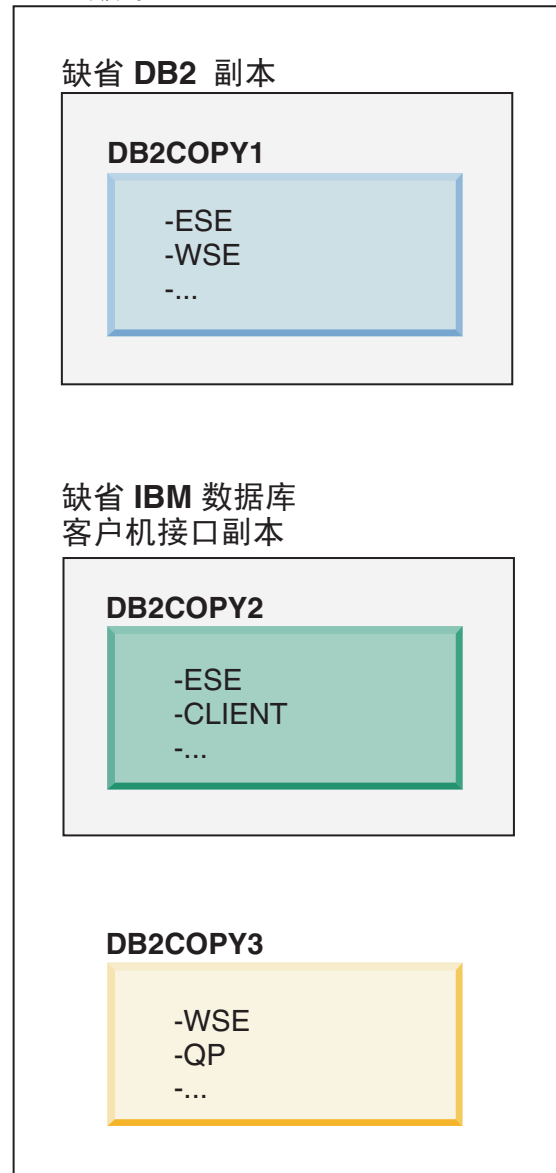 缺省 DB2 副本
DB2COPY1
-ESE
-WSE
-...
缺省 IBM 数据库
客户机接口副本
DB2COPY2
-ESE
-CLIENT
-...
DB2COPY3
-WSE
-QP
-...